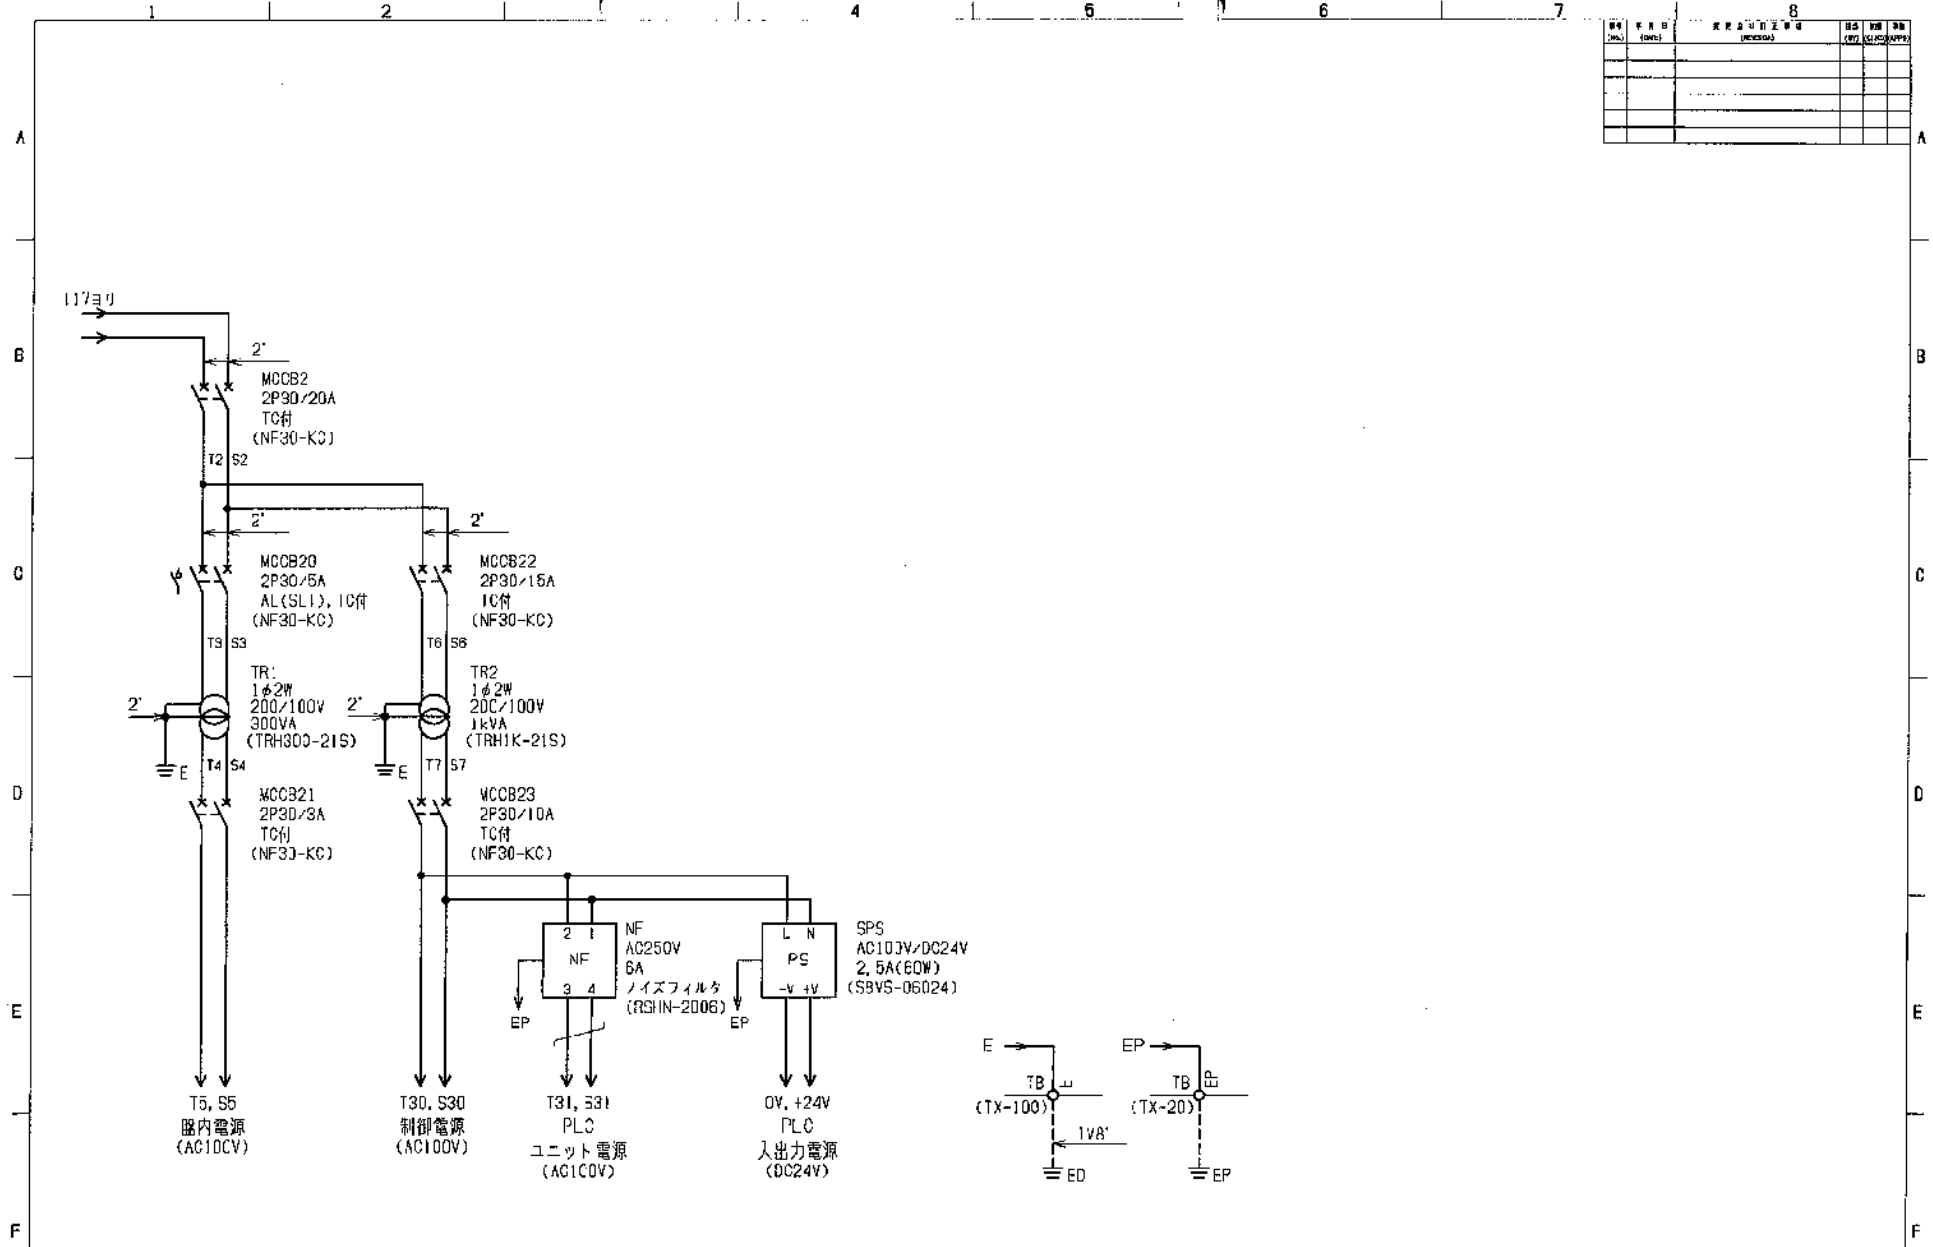 1 2 4 5 6 7 8
(DATE)
A A
117ヨリ
B B
2'
MCCB2
2P30/20A
TC付
(NF30-KC)
T2 S2
2' 2'
C C
MCCB20
2P30/5A
AL(SLT), TC付
(NF30-KC)
MCCB22
2P30/15A
TC付
(NF30-KC)
T3 S3
T6 S6
TR1
1φ2W
200/100V
300VA
(TRH300-21S)
2'
E
TR2
1φ2W
200/100V
1kVA
(TRH1K-21S)
2'
E
T4 S4
T7 S7
D D
MCCB21
2P30/3A
TC付
(NF30-KC)
MCCB23
2P30/10A
TC付
(NF30-KC)
2 1
NF
3 4
EP
NF
AC250V
6A
ノイズフィルタ
(RSHN-2006)
L N
PS
-V +V
EP
SPS
AC100V/DC24V
2.5A(60W)
(S8VS-06024)
E E
E
TB E
(TX-100)
1V8'
ED
EP
TB EP
(TX-20)
EP
T5, S5
盤内電源
(AC100V)
T30, S30
制御電源
(AC100V)
T31, S31
PLC
ユニット電源
(AC100V)
0V, +24V
PLC
入出力電源
(DC24V)
F F